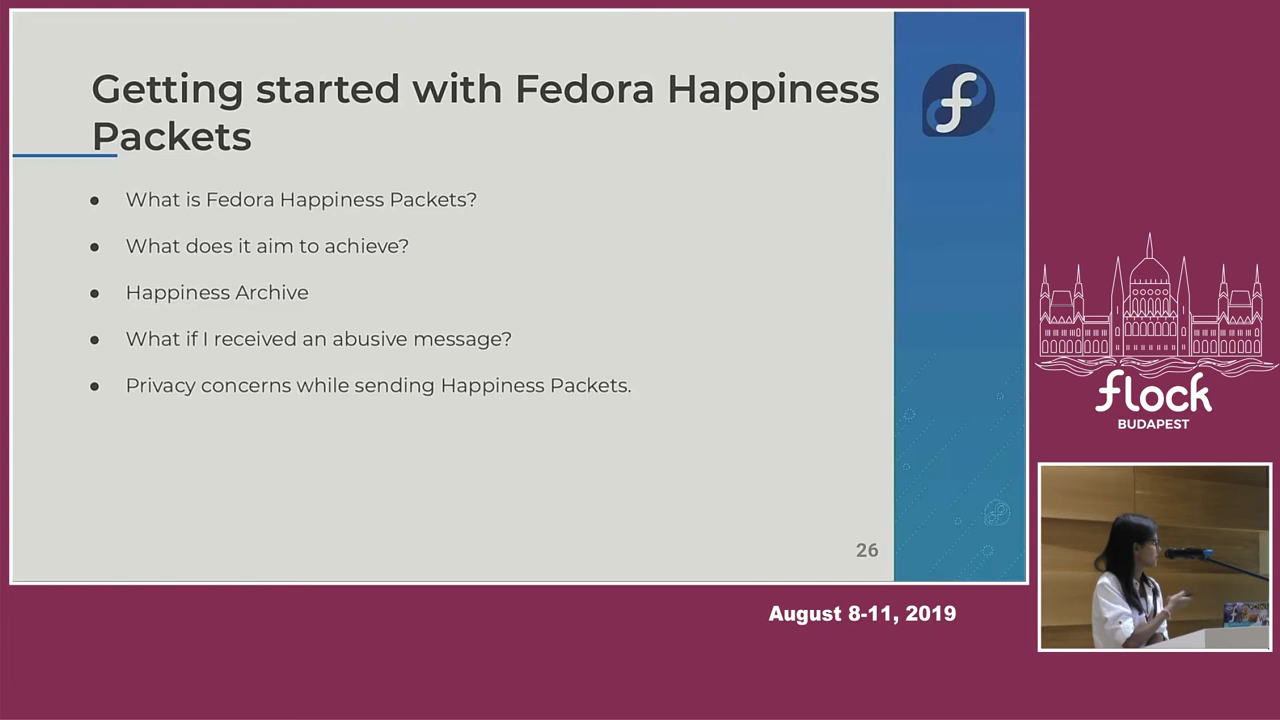 Getting started with Fedora Happiness
Packets
● What is Fedora Happiness Packets?
● What does it aim to achieve?
● Happiness Archive
● What if I received an abusive message?
● Privacy concerns while sending Happiness Packets.
26
flock
BUDAPEST
August 8-11, 2019